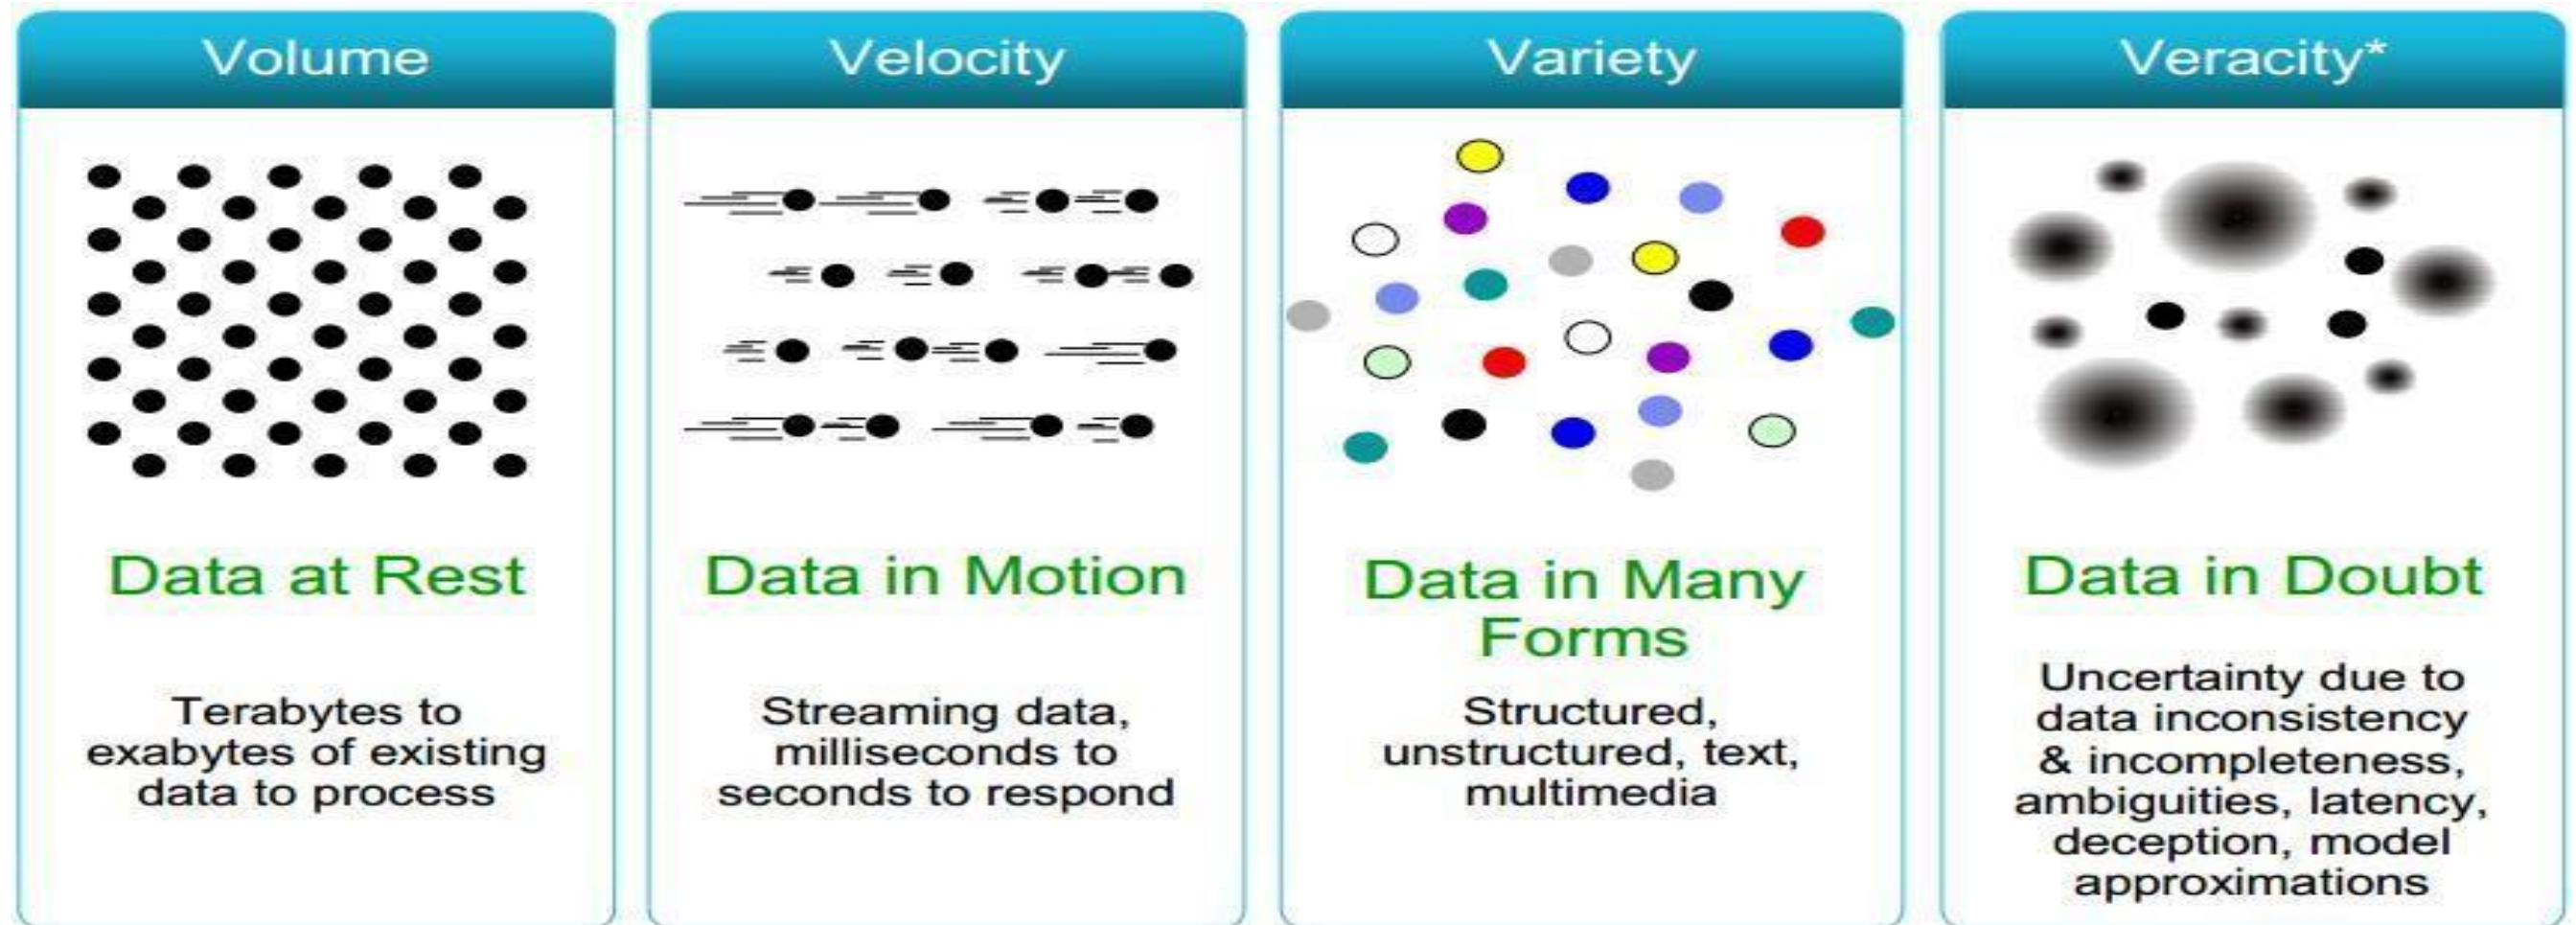 Volume
Data at Rest
Terabytes to
exabytes of existing
data to process
Velocity
Data in Motion
Streaming data,
milliseconds to
seconds to respond
Variety
Data in Many
Forms
Structured,
unstructured, text,
multimedia
Veracity*
Data in Doubt
Uncertainty due to
data inconsistency
& incompleteness,
ambiguities, latency,
deception, model
approximations